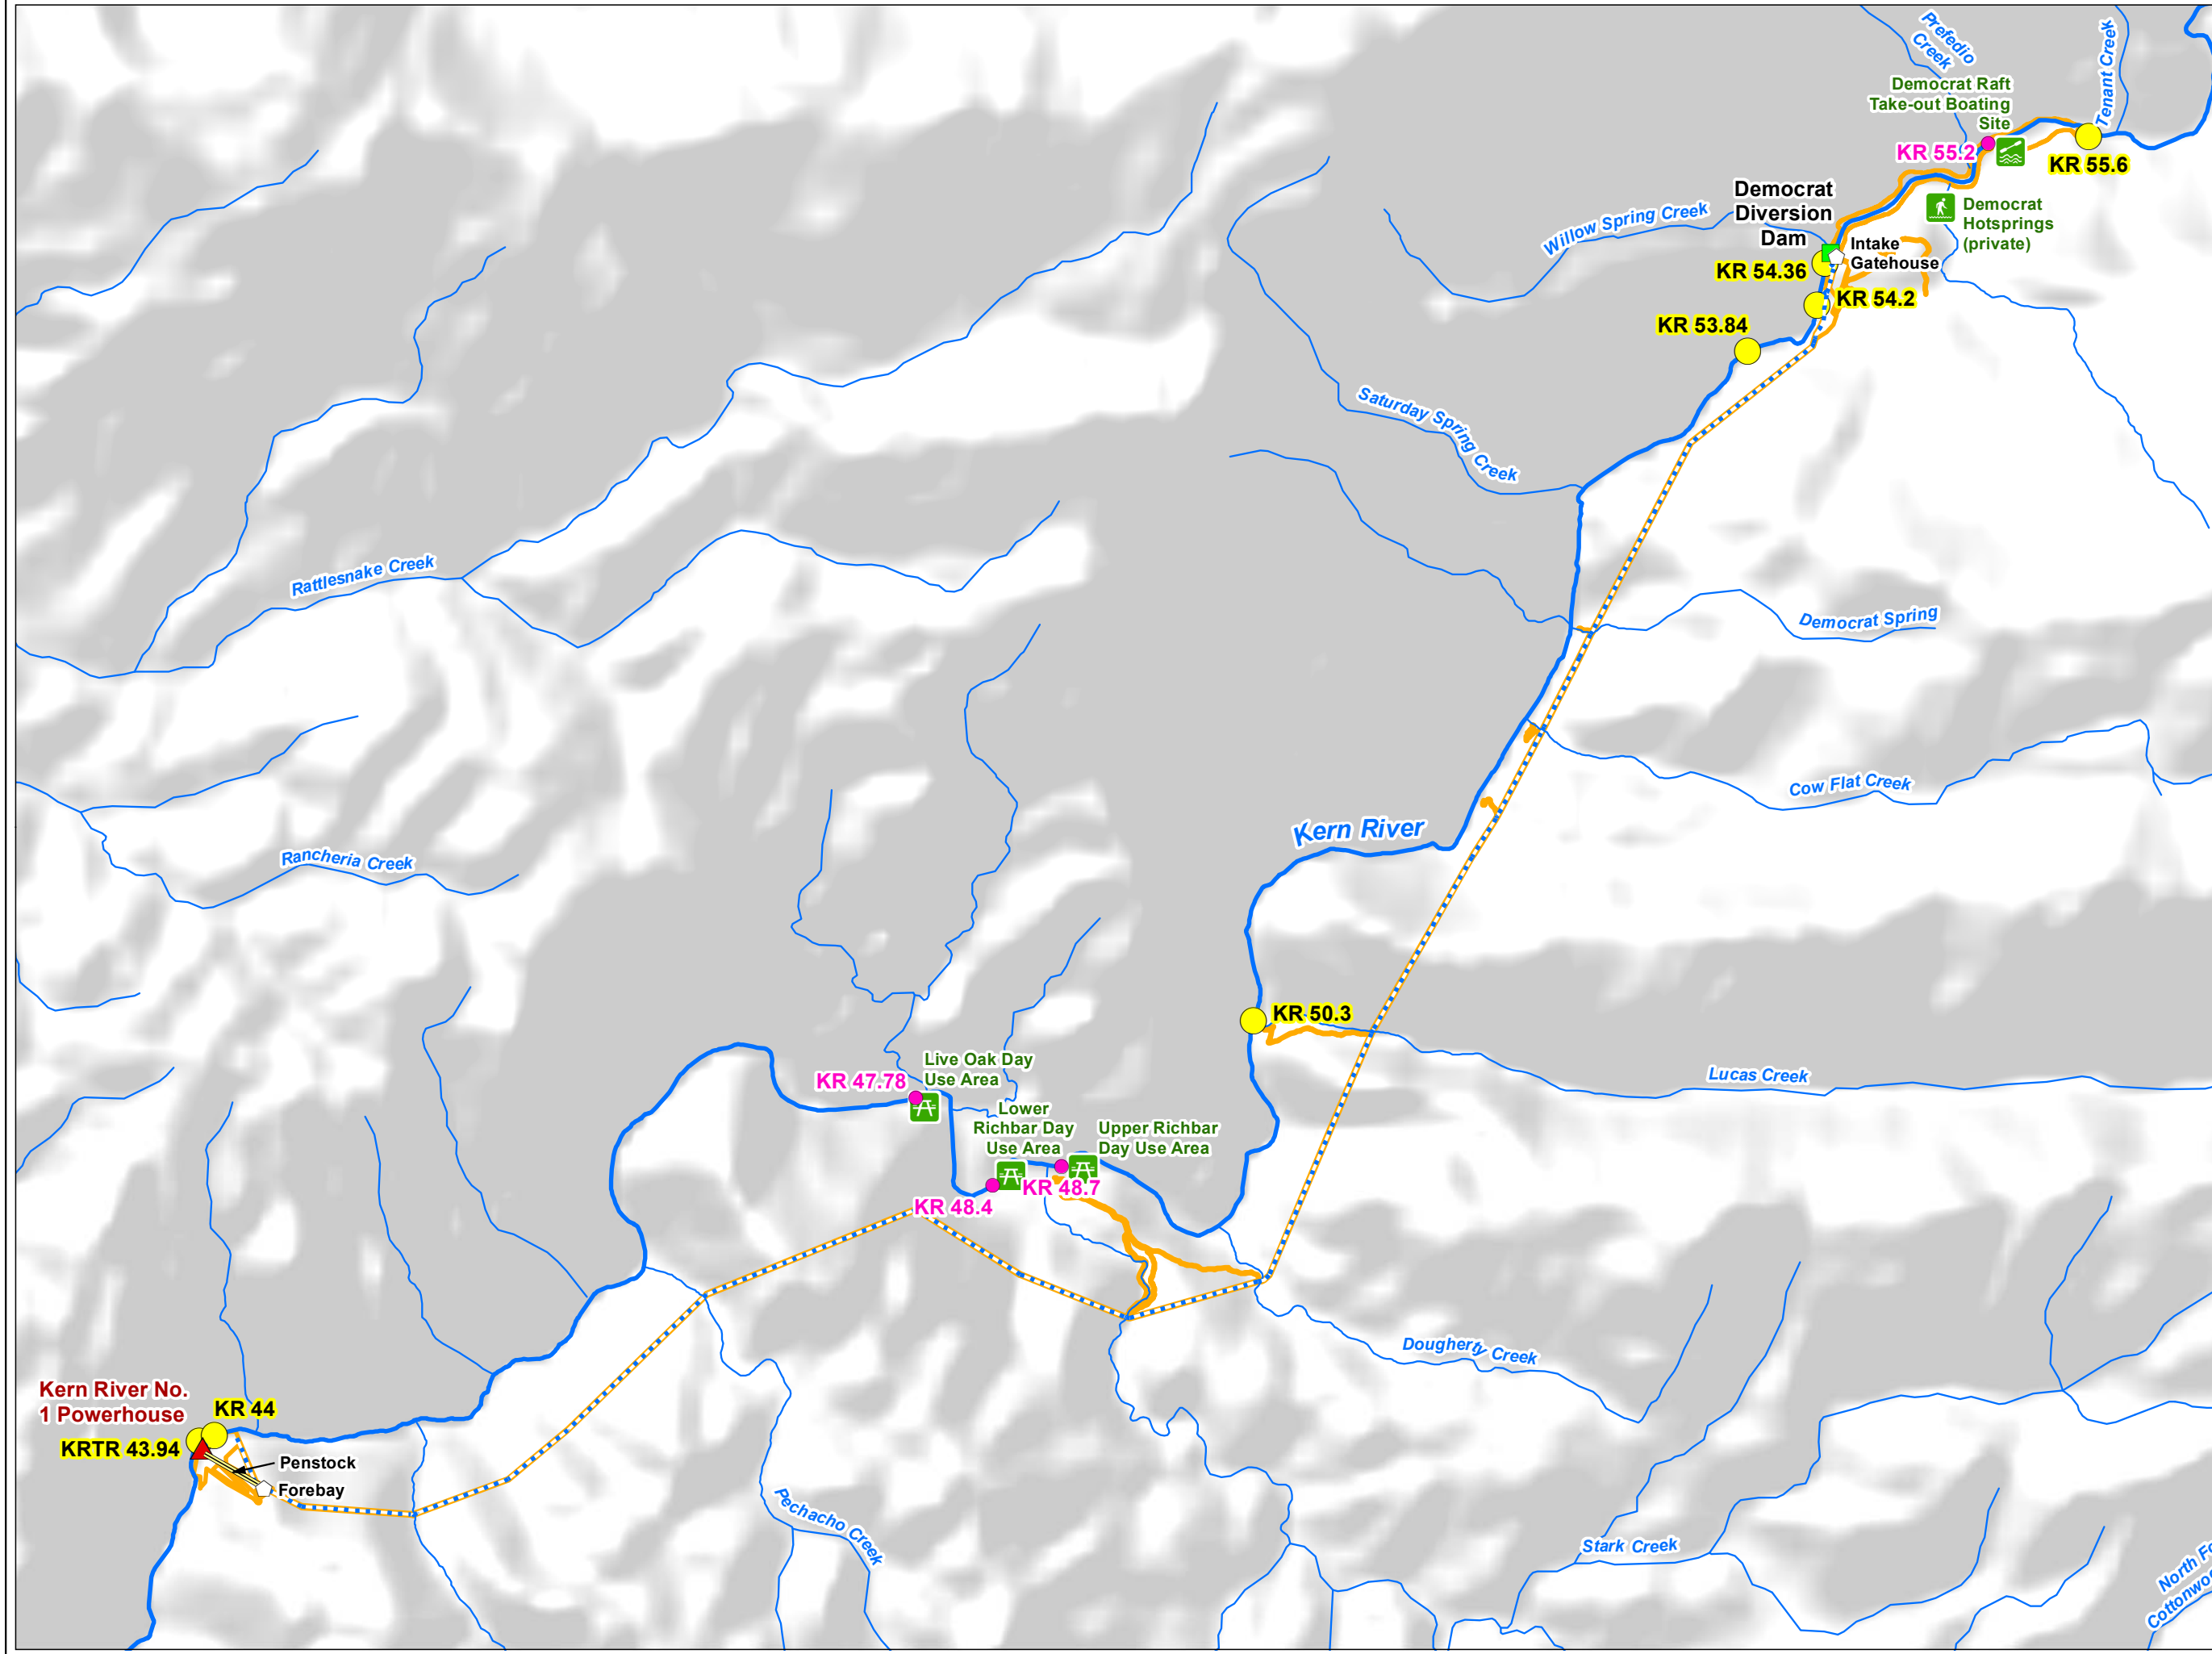 Prefedio
Creek
Tenant Creek
Democrat Raft
Take-out Boating
Site
KR 55.2
KR 55.6
Democrat
Diversion
Dam
Democrat
Hotsprings
(private)
Willow Spring Creek
Intake
Gatehouse
KR 54.36
KR 54.2
KR 53.84
Saturday Spring Creek
Rattlesnake Creek
Democrat Spring
Cow Flat Creek
Kern River
Rancheria Creek
KR 50.3
Live Oak Day
Use Area
KR 47.78
Lucas Creek
Lower
Richbar Day
Use Area
Upper Richbar
Day Use Area
KR 48.7
KR 48.4
Dougherty Creek
Kern River No.
1 Powerhouse
KR 44
KRTR 43.94
Penstock
Forebay
Pechacho Creek
Stark Creek
North Fo
Cottonwoo